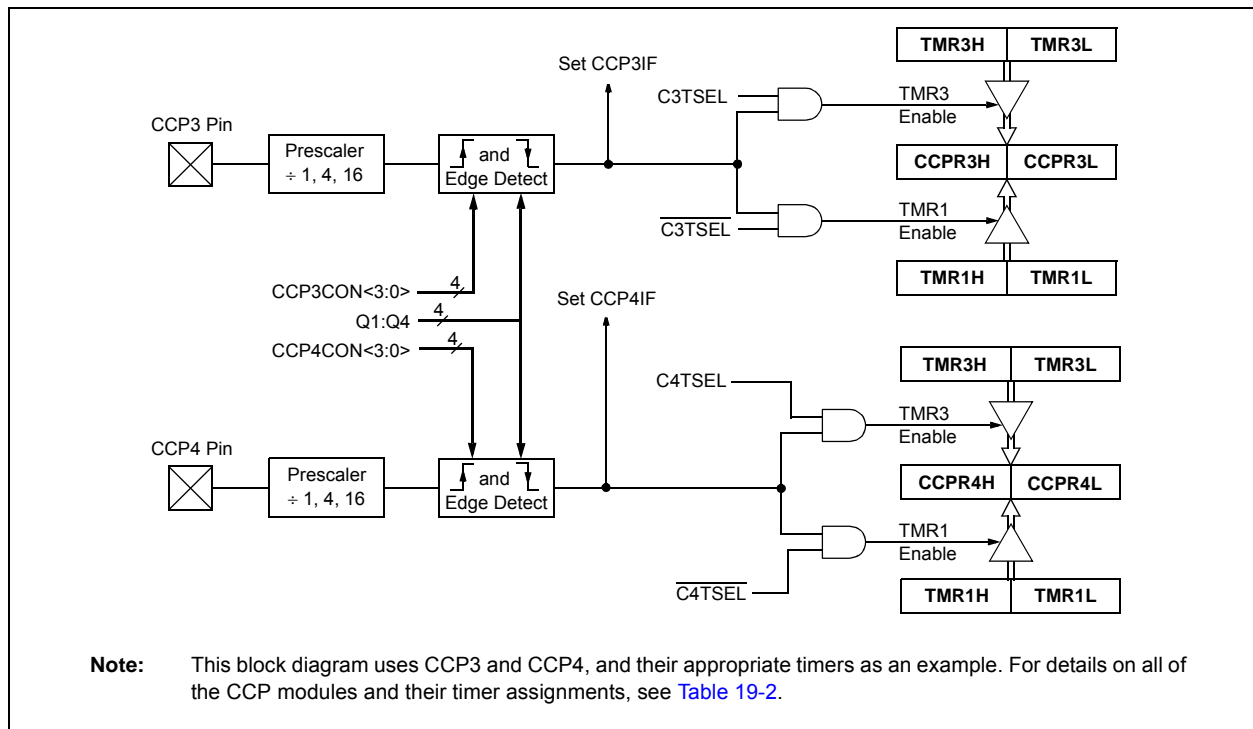 TMR3H TMR3L
Set CCP3IF
C3TSEL
TMR3
Enable
CCP3 Pin
Prescaler
÷ 1, 4, 16
and
Edge Detect
CCPR3H CCPR3L
C3TSEL
TMR1
Enable
TMR1H TMR1L
CCP3CON<3:0>
4
Q1:Q4
4
CCP4CON<3:0>
4
Set CCP4IF
TMR3H TMR3L
C4TSEL
TMR3
Enable
CCP4 Pin
Prescaler
÷ 1, 4, 16
and
Edge Detect
CCPR4H CCPR4L
TMR1
Enable
C4TSEL
TMR1H TMR1L
Note: This block diagram uses CCP3 and CCP4, and their appropriate timers as an example. For details on all of
the CCP modules and their timer assignments, see Table 19-2.